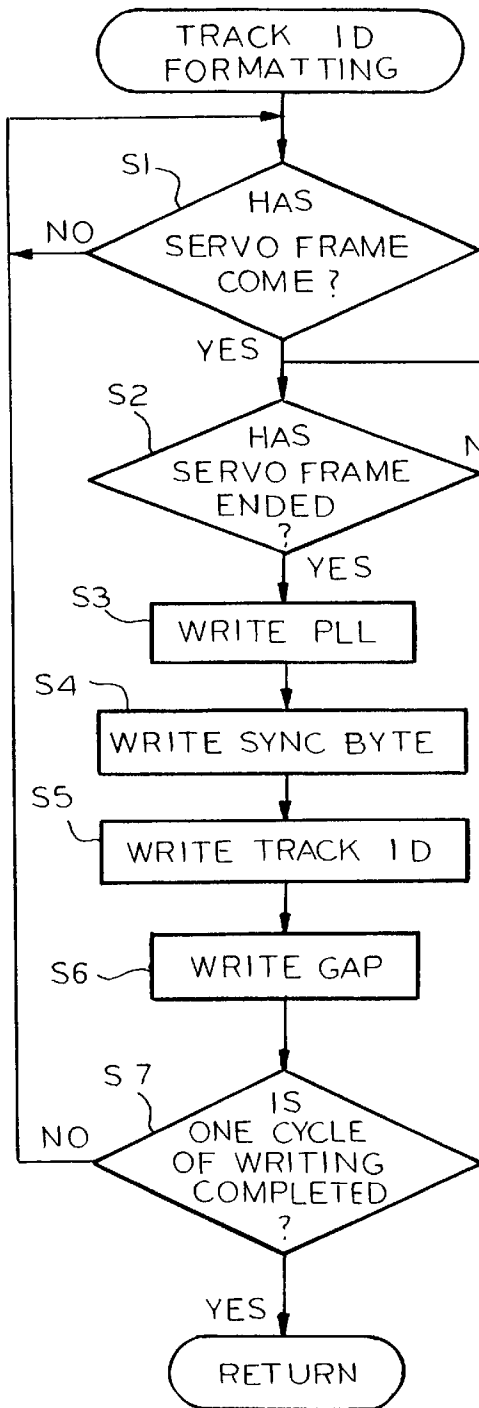 TRACK ID
FORMATTING
S1
HAS
SERVO FRAME
COME ?
NO
YES
S2
HAS
SERVO FRAME
ENDED
?
N
YES
S3
WRITE PLL
S4
WRITE SYNC BYTE
S5
WRITE TRACK ID
S6
WRITE GAP
S7
IS
ONE CYCLE
OF WRITING
COMPLETED
?
NO
YES
RETURN